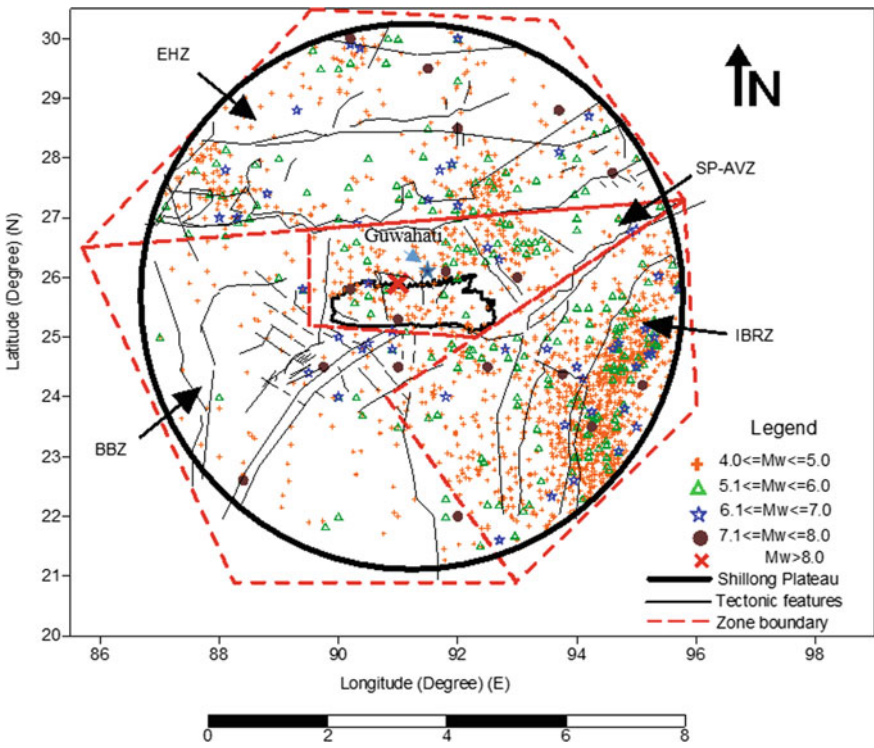 EHZ
N
SP-AVZ
Guwahati
IBRZ
BBZ
Latitude (Degree) (N)
30
29
28
27
26
25
24
23
22
21
20
Legend
4.0<=Mw<=5.0
5.1<=Mw<=6.0
6.1<=Mw<=7.0
7.1<=Mw<=8.0
Mw>8.0
Shillong Plateau
Tectonic features
Zone boundary
86 88 90 92 94 96 98
Longitude (Degree) (E)
0 2 4 6 8